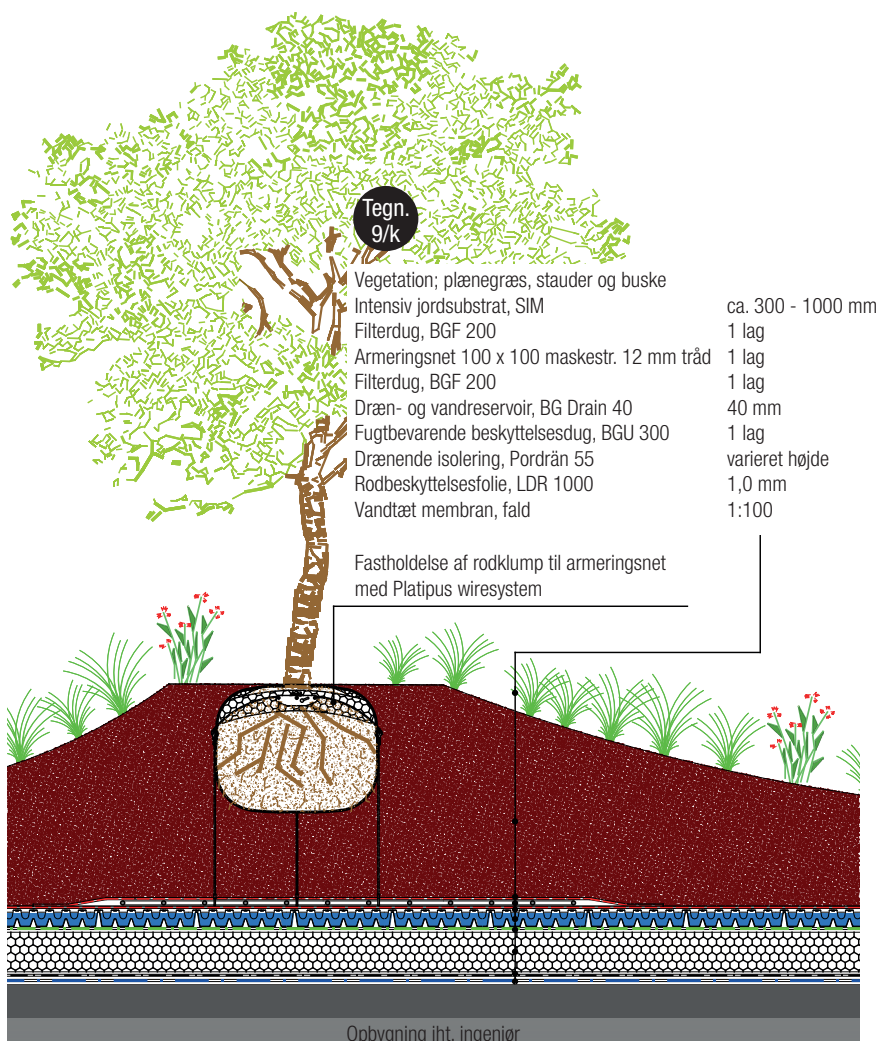 Tegn.
9/k
Vegetation; plænegræs, stauder og buske
Intensiv jordsubstrat, SIM ca. 300 - 1000 mm
Filterdug, BGF 200 1 lag
Armeringsnet 100 x 100 maskestr. 12 mm tråd 1 lag
Filterdug, BGF 200 1 lag
Dræn- og vandreservoir, BG Drain 40 40 mm
Fugtbevarende beskyttelsesdug, BGU 300 1 lag
Drænende isolering, Pordrän 55 varieret højde
Rodbeskyttelsesfolie, LDR 1000 1,0 mm
Vandtæt membran, fald 1:100
Fastholdelse af rodklump til armeringsnet
med Platipus wiresystem
Opbygning iht. ingeniør